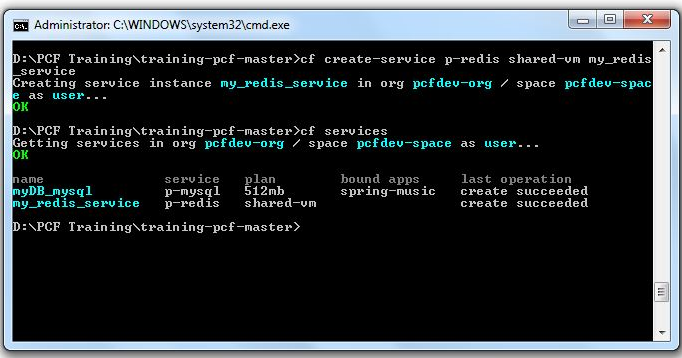 Administrator: C:\WINDOWS\system32\cmd.exe
D:\PCF Training\training-pcf-master>cf create-service p-redis shared-vm my_redis
_service
Creating service instance my_redis_service in org pcfdev-org / space pcfdev-spac
e as user...
OK
D:\PCF Training\training-pcf-master>cf services
Getting services in org pcfdev-org / space pcfdev-space as user...
OK
name service plan bound apps last operation
myDB_mysql p-mysql 512mb spring-music create succeeded
my_redis_service p-redis shared-vm create succeeded
D:\PCF Training\training-pcf-master>